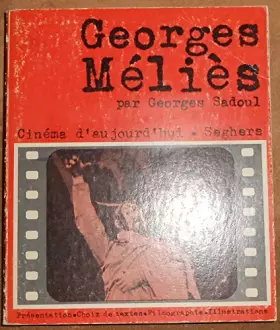 Georges
Méliès
par Georges Sadoul
Cinéma d'aujourd'hui • Seghers
Présentation•Choix de textes•Filmographie•Illustrations